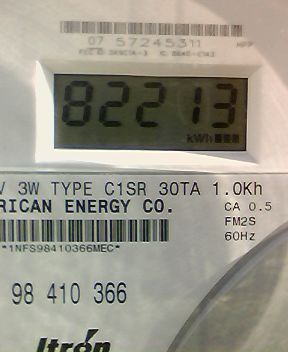 07 57245311
82213
kWh
V 3W TYPE C1SR 30TA 1.0Kh
RICAN ENERGY CO.
CA 0.5
FM2S
60Hz
*1NFS98410366MEC*
98 410 366
Itrón